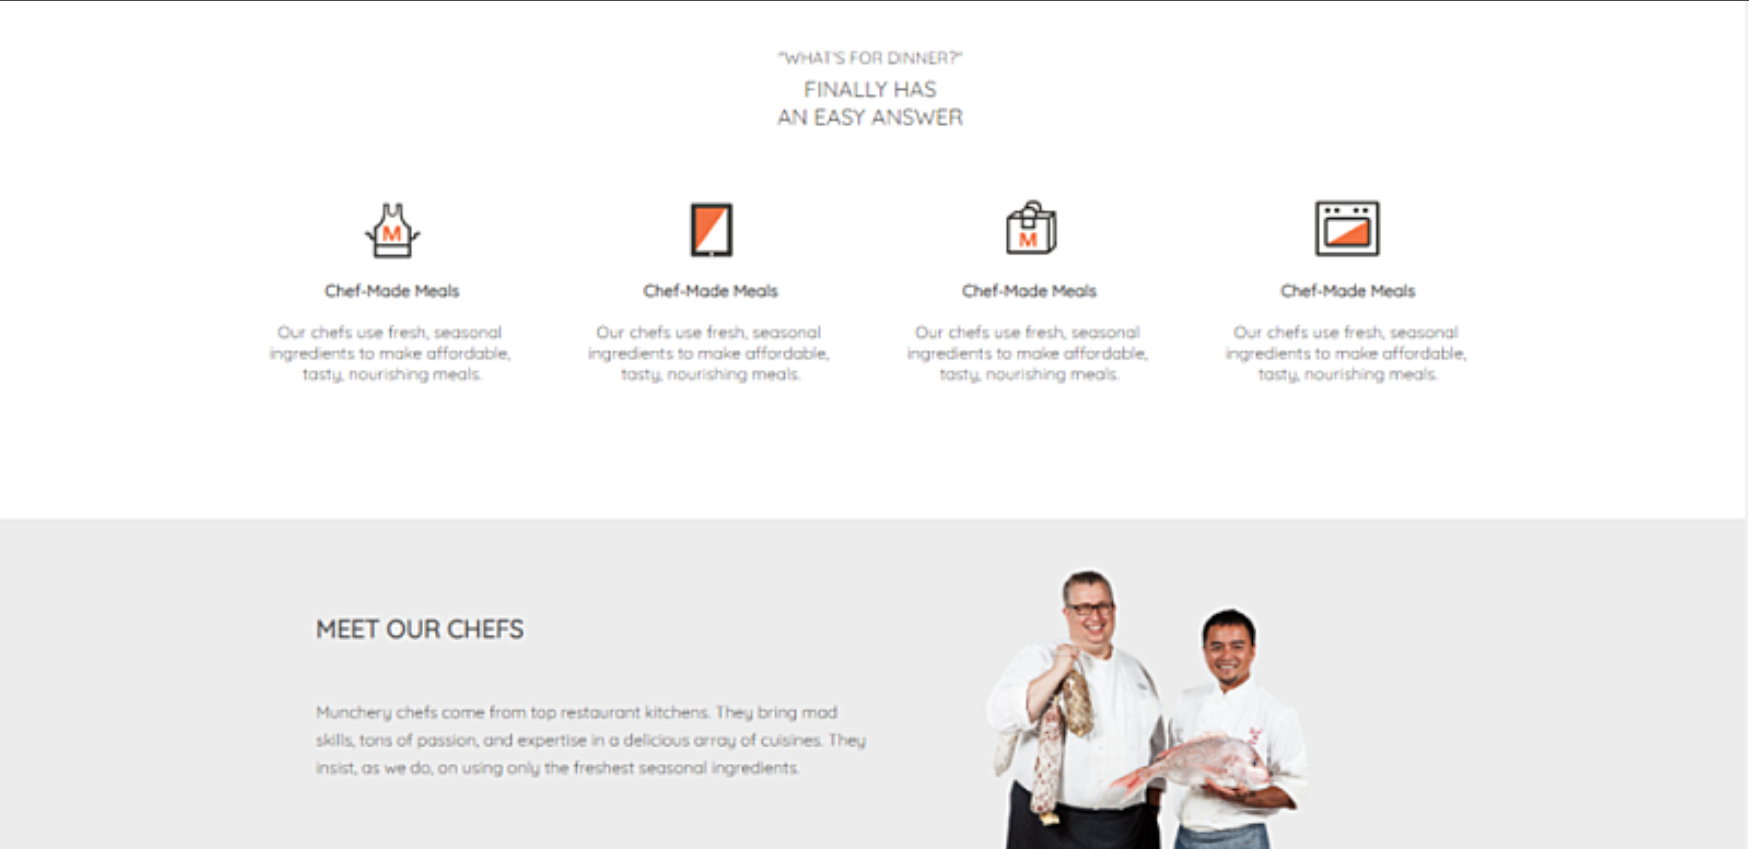 "WHAT'S FOR DINNER?"
FINALLY HAS
AN EASY ANSWER
M
M
Chef-Made Meals
Our chefs use fresh, seasonal
ingredients to make affordable,
tasty, nourishing meals.
Chef-Made Meals
Our chefs use fresh, seasonal
ingredients to make affordable,
tasty, nourishing meals.
Chef-Made Meals
Our chefs use fresh, seasonal
ingredients to make affordable,
tasty, nourishing meals.
Chef-Made Meals
Our chefs use fresh, seasonal
ingredients to make affordable,
tasty, nourishing meals.
MEET OUR CHEFS
Munchery chefs come from top restaurant kitchens. They bring mad
skills, tons of passion, and expertise in a delicious array of cuisines. They
insist, as we do, on using only the freshest seasonal ingredients.